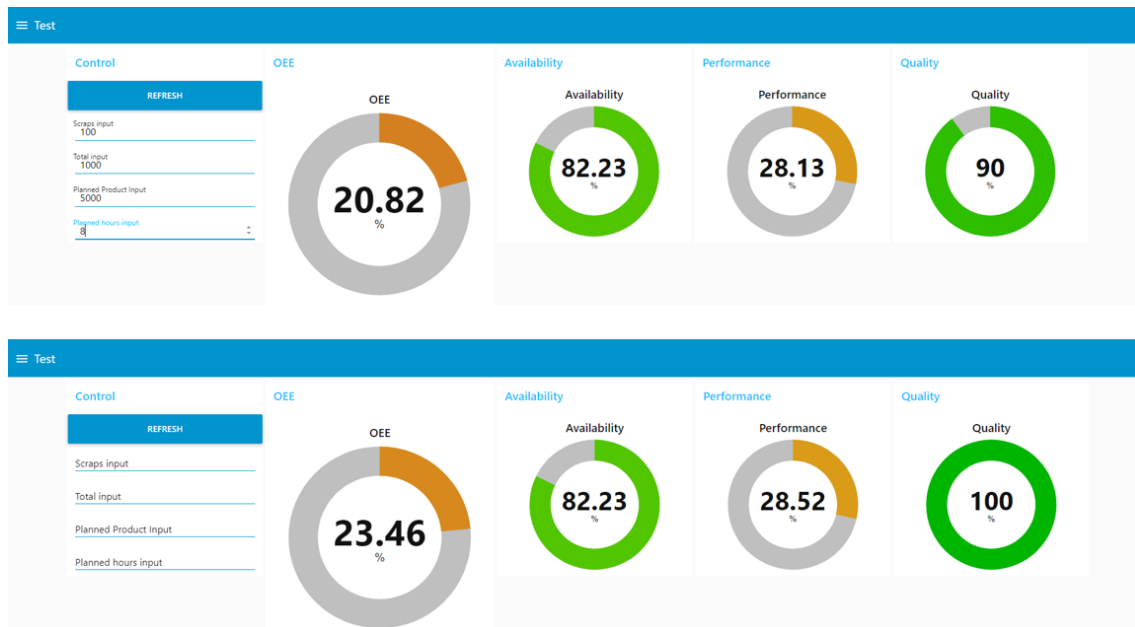 Test
Control
REFRESH
Scraps input
100
Total input
1000
Planned Product Input
5000
Planned hours input
8
OEE
OEE
20.82
%
Availability
Availability
82.23
%
Performance
Performance
28.13
%
Quality
Quality
90
%
Test
Control
REFRESH
Scraps input
Total input
Planned Product Input
Planned hours input
OEE
OEE
23.46
%
Availability
Availability
82.23
%
Performance
Performance
28.52
%
Quality
Quality
100
%